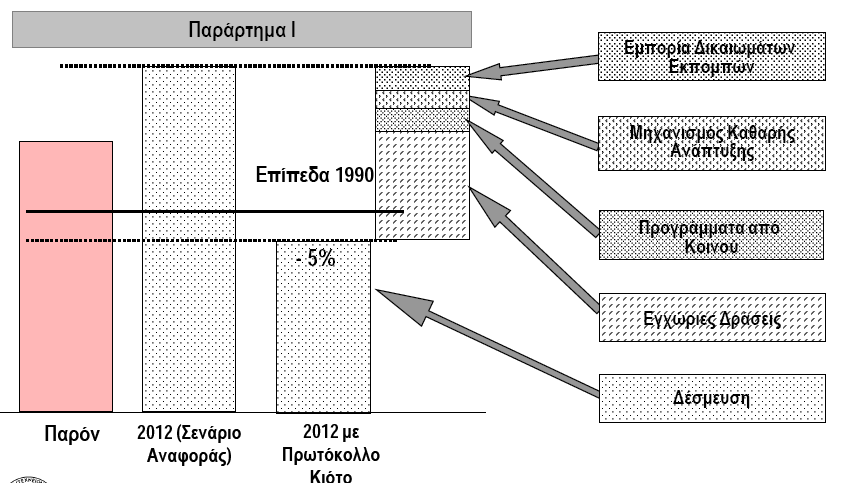 Παράρτημα Ι
Εμπορία Δικαιωμάτων
Εκπομπών
Μηχανισμός Καθαρής
Ανάπτυξης
Επίπεδα 1990
Προγράμματα από
Κοινού
- 5%
Εγχώριες Δράσεις
Δέσμευση
Παρόν
2012 (Σενάριο
Αναφοράς)
2012 με
Πρωτόκολλο
Κιότο